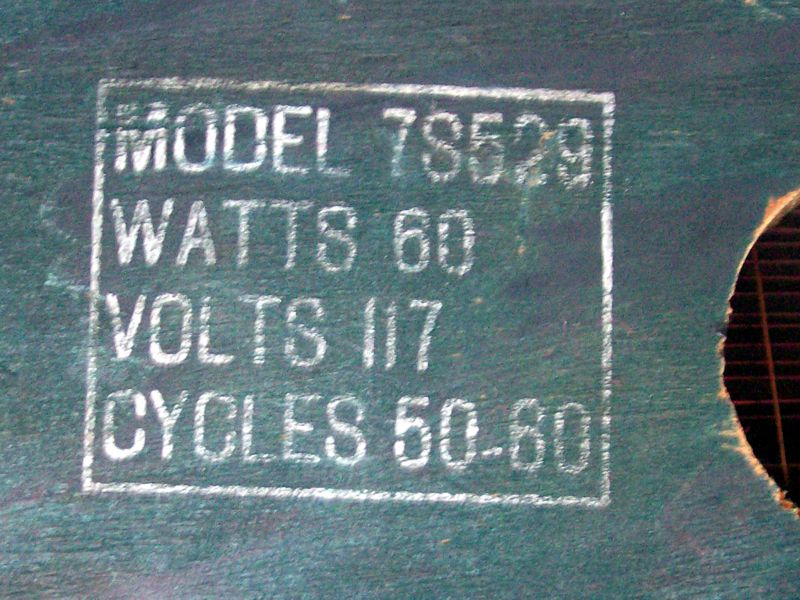 MODEL 7S529
WATTS 60
VOLTS 117
CYCLES 50-60